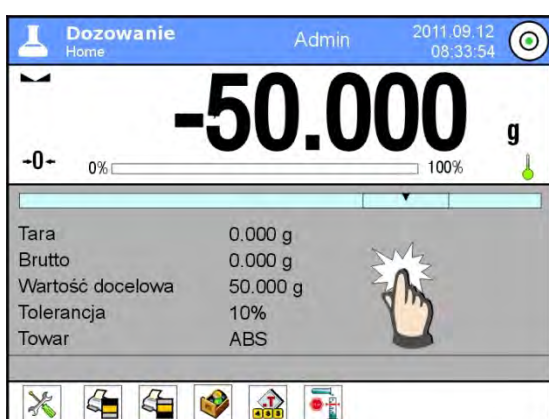 Dozowanie
Home
Admin
2011.09.12
08:33:54
-50.000 g
→0←
0% 100%
Tara 0.000 g
Brutto 0.000 g
Wartość docelowa 50.000 g
Tolerancja 10%
Towar ABS